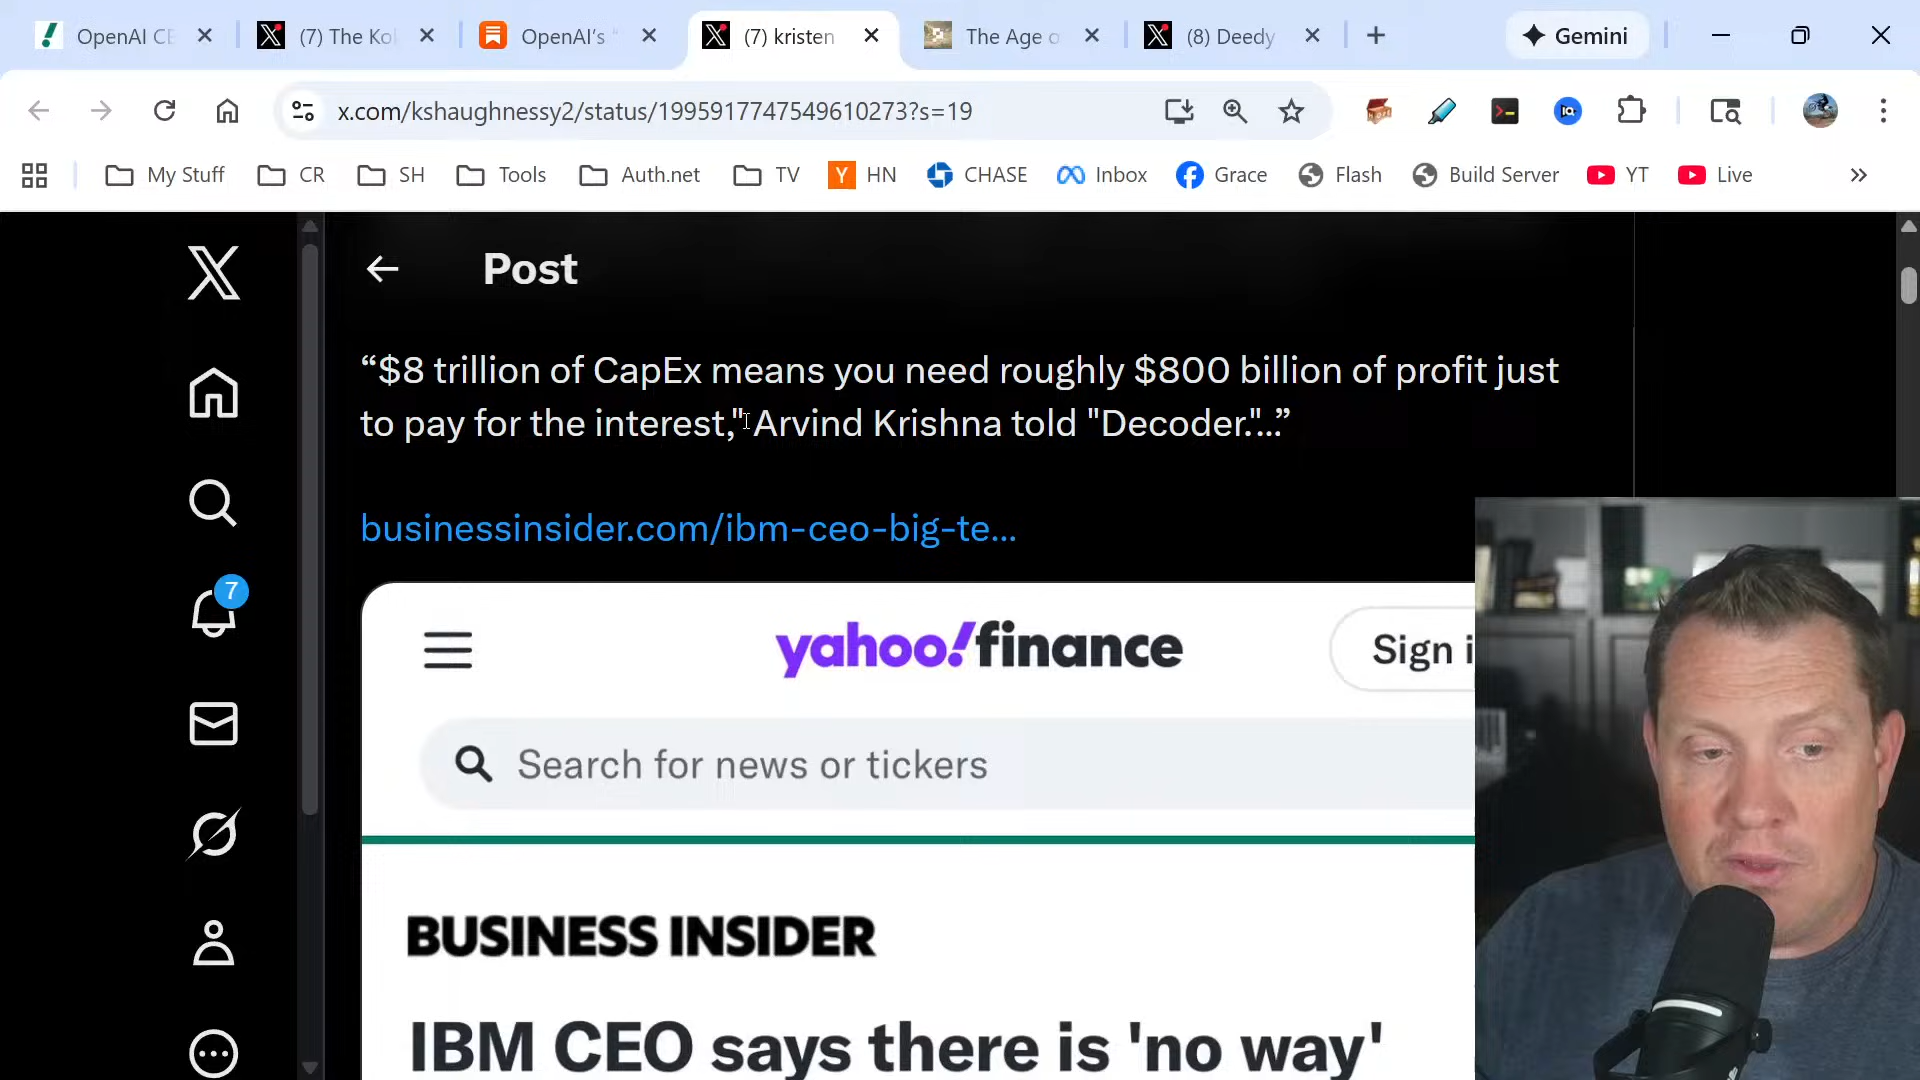 OpenAI CE
(7) The Kol
OpenAI's "
(7) kristen
The Age o
(8) Deedy
Gemini
x.com/kshaughnessy2/status/1995917747549610273?s=19
My Stuff
CR
SH
Tools
Auth.net
TV
Y HN
CHASE
Inbox
Grace
Flash
Build Server
YT
Live
Post
“$8 trillion of CapEx means you need roughly $800 billion of profit just
to pay for the interest," Arvind Krishna told "Decoder."...”
businessinsider.com/ibm-ceo-big-te...
7
yahoo!finance
Sign i
Search for news or tickers
BUSINESS INSIDER
IBM CEO says there is 'no way'